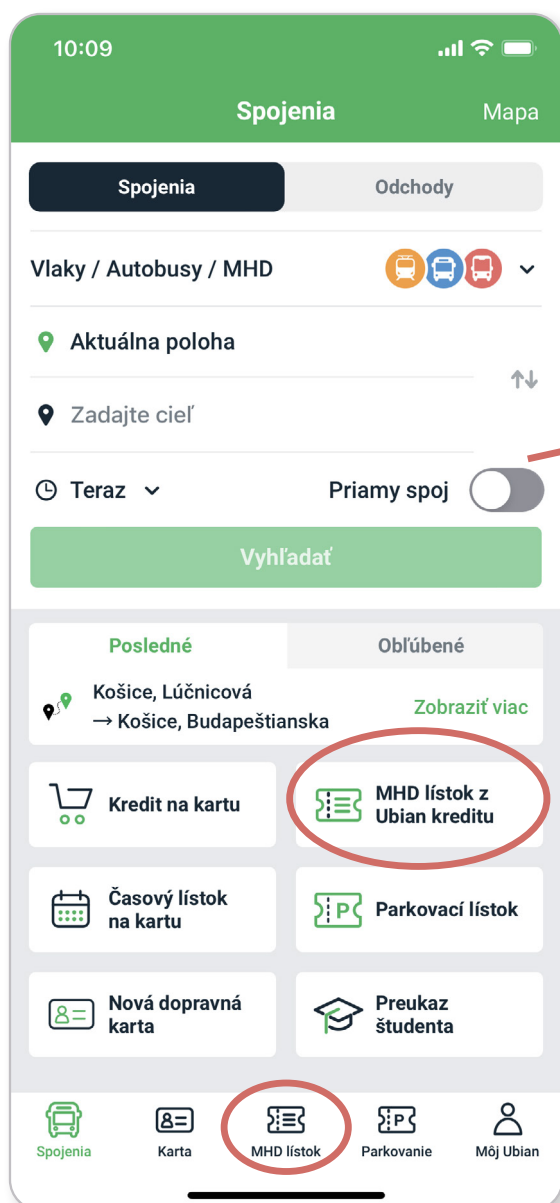 10:09
Spojenia
Mapa
Spojenia
Odchody
Vlaky / Autobusy / MHD
Aktuálna poloha
Zadajte cieľ
Teraz
Priamy spoj
Vyhľadať
Posledné
Obľúbené
Košice, Lúčnicová
→ Košice, Budapeštianska
Zobraziť viac
Kredit na kartu
MHD lístok z
Ubian kreditu
Časový lístok
na kartu
P
Parkovací lístok
Nová dopravná
karta
Preukaz
študenta
P
Spojenia
Karta
MHD lístok
Parkovanie
Môj Ubian